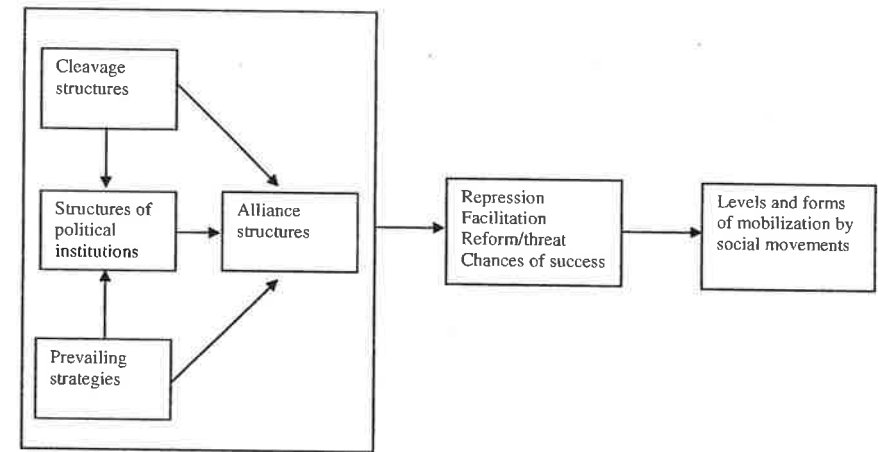 Cleavage
structures
Structures of
political
institutions
Alliance
structures
Prevailing
strategies
Repression
Facilitation
Reform/threat
Chances of success
Levels and forms
of mobilization by
social movements